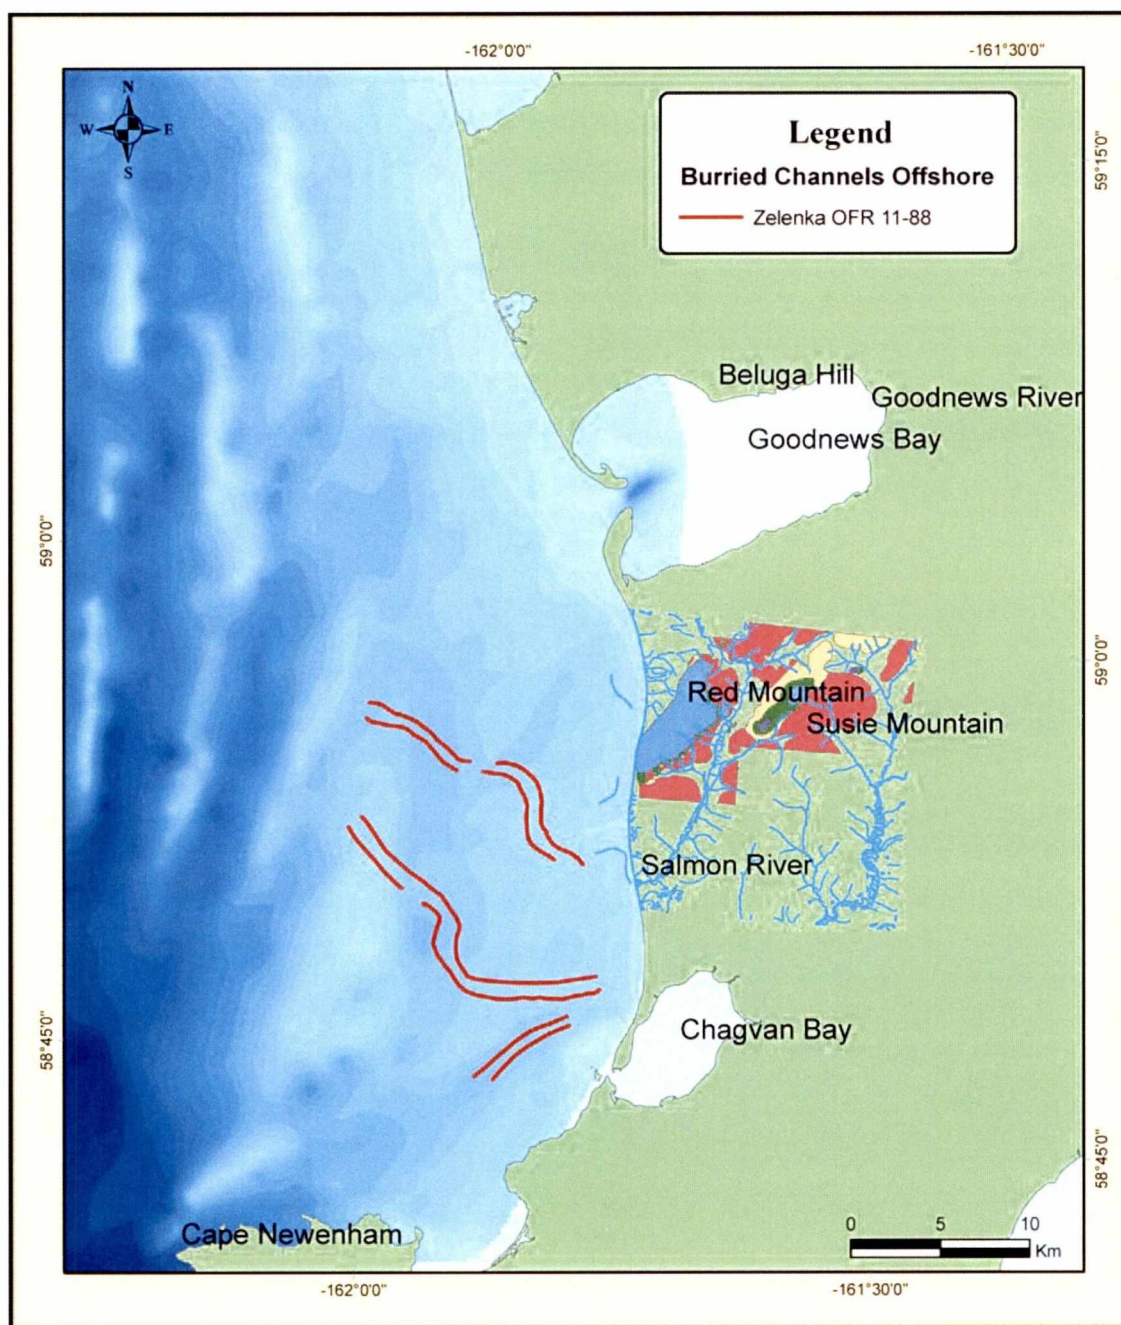 -162°0'0"
-161°30'0"
N
W
E
S
Legend
Burried Channels Offshore
Zelenka OFR 11-88
59°15'0"
Beluga Hill
Goodnews River
Goodnews Bay
59°0'0"
59°0'0"
Red Mountain
Susie Mountain
Salmon River
Chagvan Bay
58°45'0"
58°45'0"
Cape Newenham
0 5 10
Km
-162°0'0"
-161°30'0"